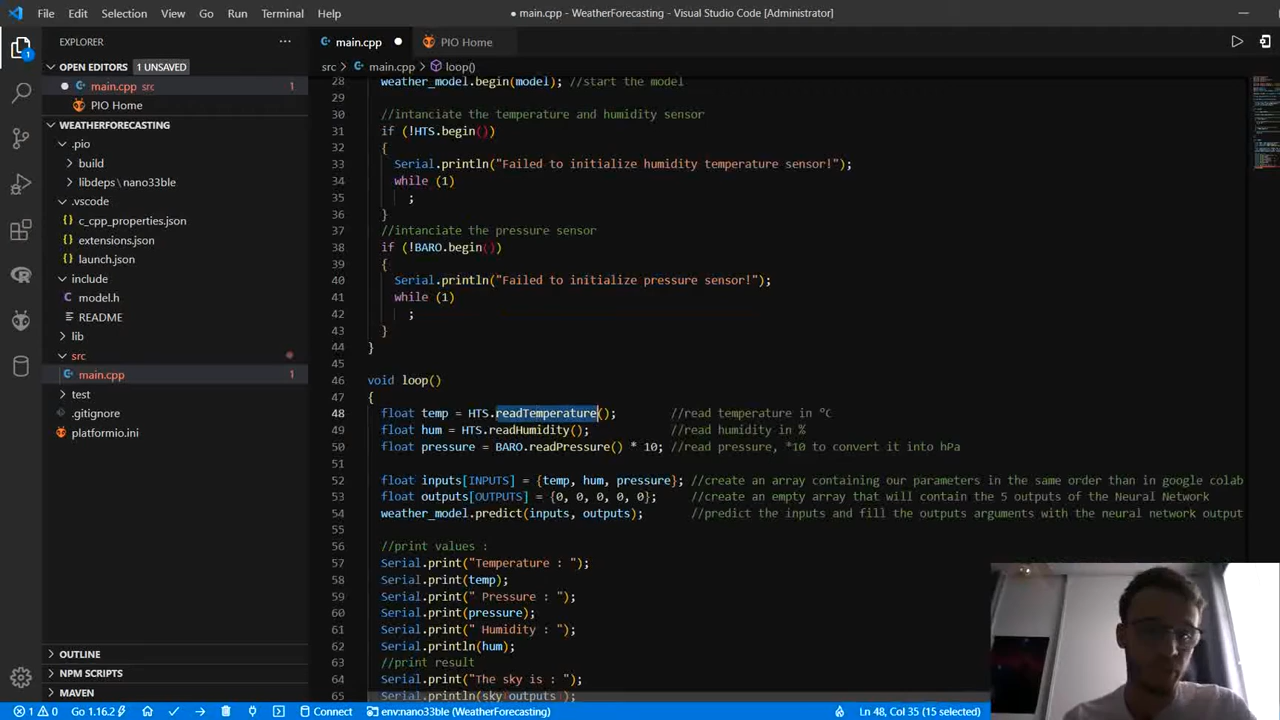 File Edit Selection View Go Run Terminal Help
main.cpp - WeatherForecasting - Visual Studio Code [Administrator]
EXPLORER
main.cpp
PIO Home
OPEN EDITORS 1 UNSAVED
src > main.cpp > loop()
main.cpp src 1
PIO Home
WEATHERFORECASTING
.pio
build
libdeps\nano33ble
.vscode
c_cpp_properties.json
extensions.json
launch.json
include
model.h
README
lib
src
main.cpp 1
test
.gitignore
platformio.ini
OUTLINE
NPM SCRIPTS
MAVEN
28 weather_model.begin(model); //start the model
29
30 //intanciate the temperature and humidity sensor
31 if (!HTS.begin())
32 {
33 Serial.println("Failed to initialize humidity temperature sensor!");
34 while (1)
35 ;
36 }
37 //intanciate the pressure sensor
38 if (!BARO.begin())
39 {
40 Serial.println("Failed to initialize pressure sensor!");
41 while (1)
42 ;
43 }
44 }
45
46 void loop()
47 {
48 float temp = HTS.readTemperature(); //read temperature in °C
49 float hum = HTS.readHumidity(); //read humidity in %
50 float pressure = BARO.readPressure() * 10; //read pressure, *10 to convert it into hPa
51
52 float inputs[INPUTS] = {temp, hum, pressure}; //create an array containing our parameters in the same order than in google colab
53 float outputs[OUTPUTS] = {0, 0, 0, 0, 0}; //create an empty array that will contain the 5 outputs of the Neural Network
54 weather_model.predict(inputs, outputs); //predict the inputs and fill the outputs arguments with the neural network output
55
56 //print values :
57 Serial.print("Temperature : ");
58 Serial.print(temp);
59 Serial.print(" Pressure : ");
60 Serial.print(pressure);
61 Serial.print(" Humidity : ");
62 Serial.println(hum);
63 //print result
64 Serial.print("The sky is : ");
65 Serial.println(sky outputs );
1 0 Go 1.16.2 Connect env:nano33ble (WeatherForecasting) Ln 48, Col 35 (15 selected)